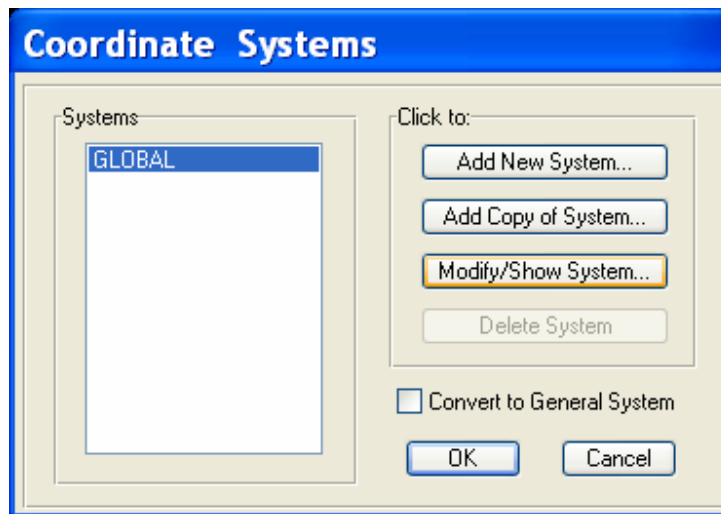 Coordinate Systems
Systems
GLOBAL
Click to:
Add New System...
Add Copy of System...
Modify/Show System...
Delete System
Convert to General System
OK
Cancel